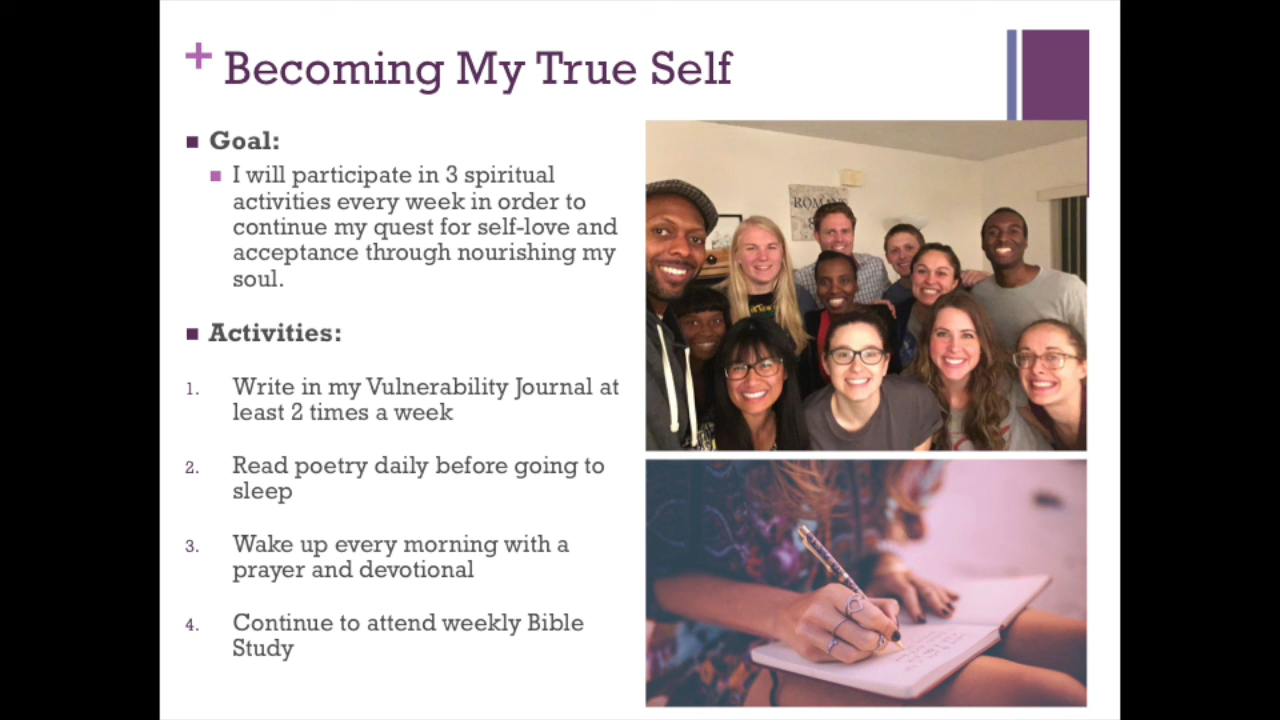 + Becoming My True Self
Goal:
I will participate in 3 spiritual
activities every week in order to
continue my quest for self-love and
acceptance through nourishing my
soul.
Activities:
1. Write in my Vulnerability Journal at
least 2 times a week
2. Read poetry daily before going to
sleep
3. Wake up every morning with a
prayer and devotional
4. Continue to attend weekly Bible
Study
ROMANS